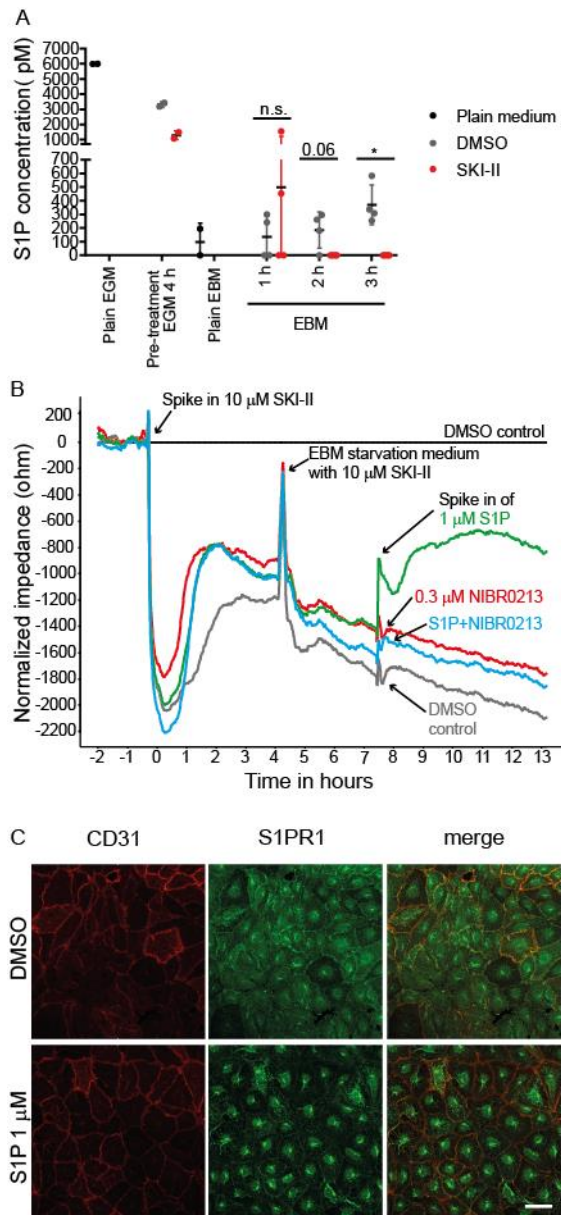 A
S1P concentration( pM)
7000
6000
5000
4000
3000
2000
1000
700
600
500
400
300
200
100
0
n.s.
0.06
*
Plain medium
DMSO
SKI-II
Plain EGM
Pre-treatment
EGM 4 h
Plain EBM
1 h
2 h
3 h
EBM
B
Normalized impedance (ohm)
200
0
-200
-400
-600
-800
-1000
-1200
-1400
-1600
-1800
-2000
-2200
Spike in 10 µM SKI-II
DMSO control
EBM starvation medium
with 10 µM SKI-II
Spike in of
1 µM S1P
0.3 µM NIBR0213
S1P+NIBR0213
DMSO
control
-2 -1 0 1 2 3 4 5 6 7 8 9 10 11 12 13
Time in hours
C
CD31 S1PR1 merge
DMSO
S1P 1 µM